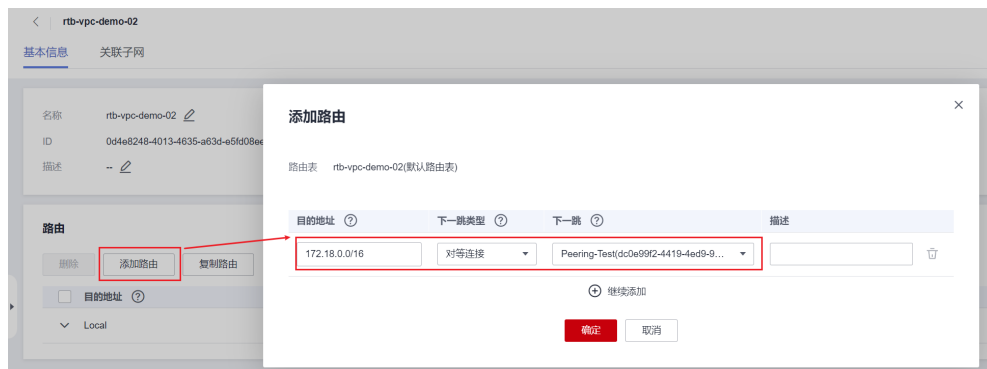 rtb-vpc-demo-02
基本信息 关联子网
名称 rtb-vpc-demo-02
ID 0d4e8248-4013-4635-a63d-e5fd08ee
描述 --
路由
删除 添加路由 复制路由
目的地址
Local
添加路由
路由表 rtb-vpc-demo-02(默认路由表)
目的地址 下一跳类型 下一跳 描述
172.18.0.0/16 对等连接 Peering-Test(dc0e99f2-4419-4ed9-9...
继续添加
确定 取消